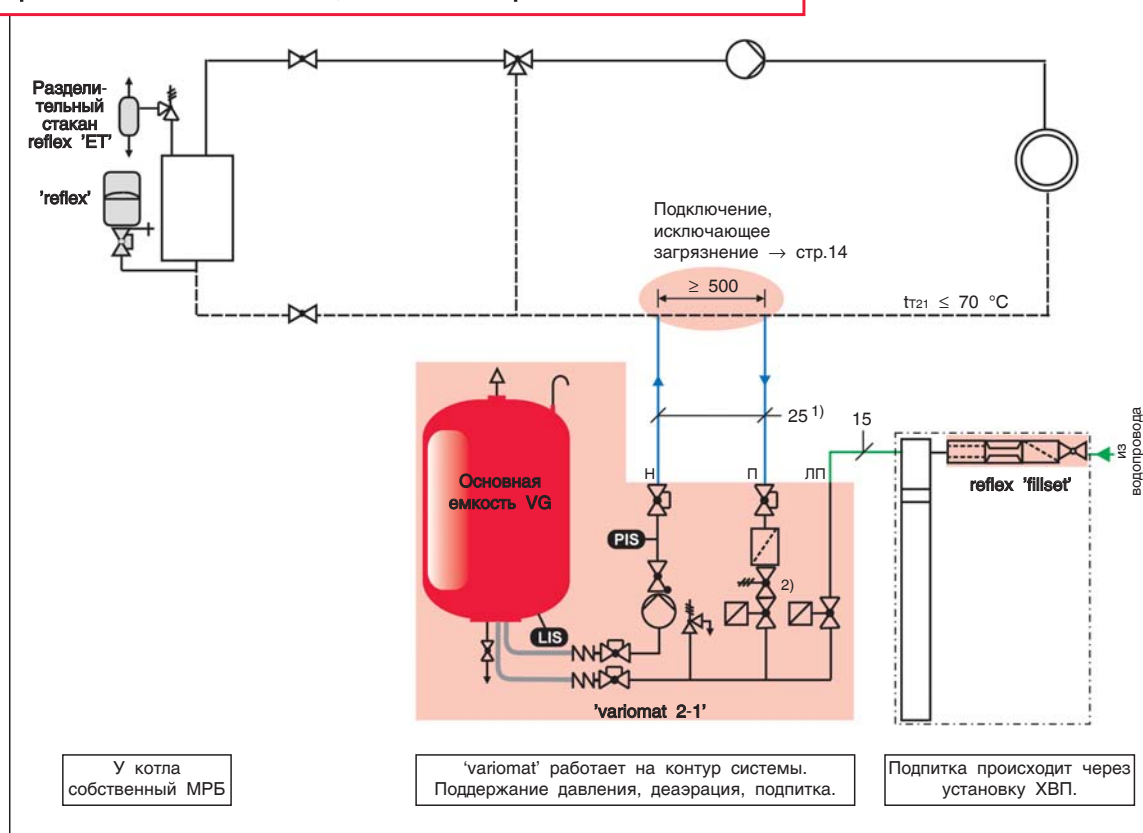 Раздели-
тельный
стакан
reflex 'ET'
'reflex'
Подключение,
исключающее
загрязнение → стр.14
≥ 500
tT21 ≤ 70 °C
25 1)
15
из
водопровода
Н
П
ЛП
reflex 'fillset'
Основная
емкость VG
PIS
2)
LIS
'variomat 2-1'
У котла
собственный МРБ
'variomat' работает на контур системы.
Поддержание давления, деаэрация, подпитка.
Подпитка происходит через
установку ХВП.